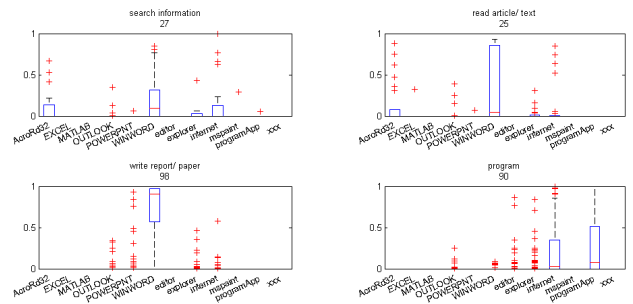 search information
27
read article/ text
25
1
0.5
0
AcroRd32 EXCEL MATLAB OUTLOOK POWERPNT WINWORD editor explorer internet mspaint programApp xxx
1
0.5
0
AcroRd32 EXCEL MATLAB OUTLOOK POWERPNT WINWORD editor explorer internet mspaint programApp xxx
write report/ paper
98
program
90
1
0.5
0
AcroRd32 EXCEL MATLAB OUTLOOK POWERPNT WINWORD editor explorer internet mspaint programApp xxx
1
0.5
0
AcroRd32 EXCEL MATLAB OUTLOOK POWERPNT WINWORD editor explorer internet mspaint programApp xxx